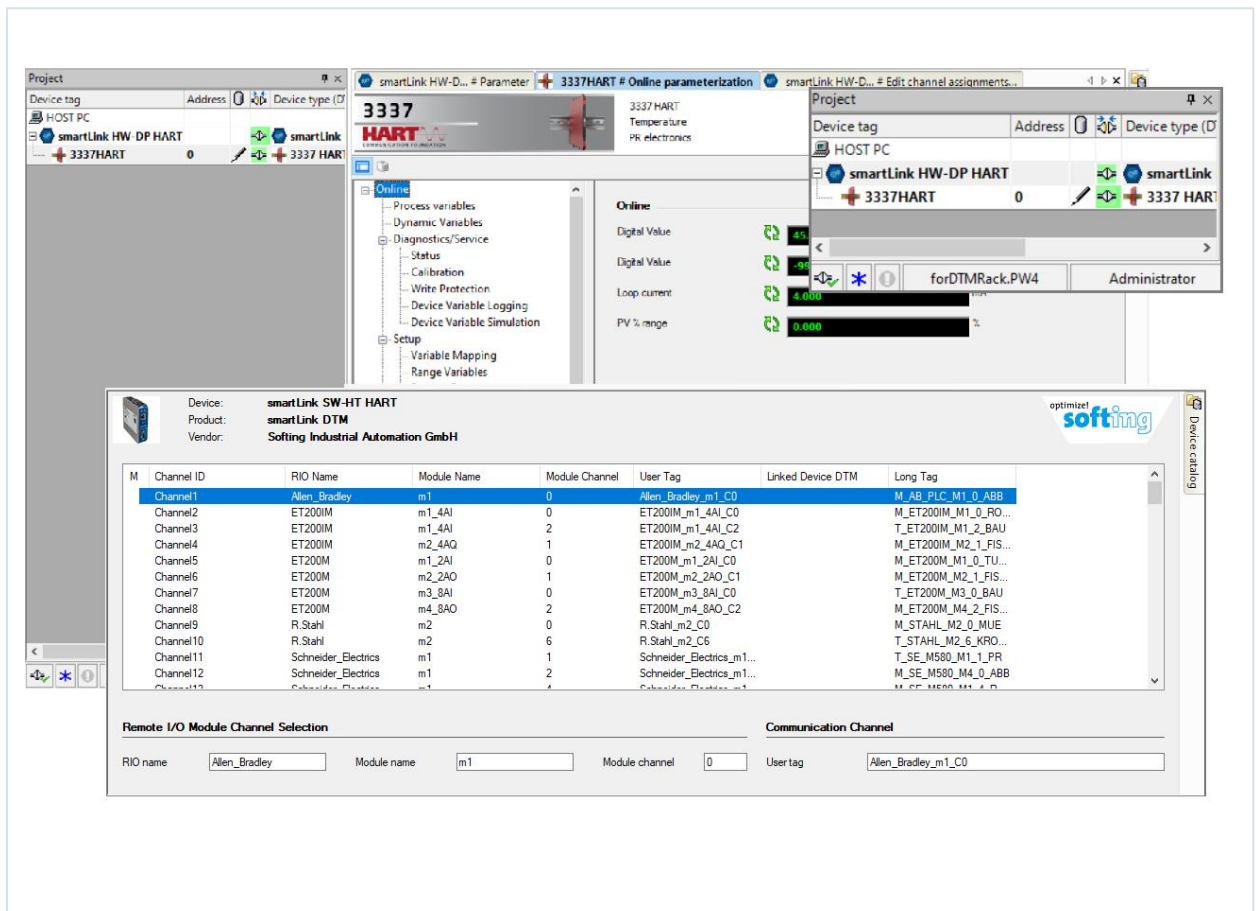 Project
Device tag Address Device type (D
HOST PC
smartLink HW-DP HART smartLink
3337HART 0 3337 HART
smartLink HW-D... # Parameter 3337HART # Online parameterization smartLink HW-D... # Edit channel assignments...
3337
HART
COMMUNICATION FOUNDATION
3337 HART
Temperature
PR electronics
Online
Process variables
Dynamic Variables
Diagnostics/Service
Status
Calibration
Write Protection
Device Variable Logging
Device Variable Simulation
Setup
Variable Mapping
Range Variables
Online
Digital Value 45.
Digital Value -99
Loop current 4.000
PV % range 0.000 %
Project
Device tag Address Device type (D
HOST PC
smartLink HW-DP HART smartLink
3337HART 0 3337 HART
forDTMRack.PW4 Administrator
Device: smartLink SW-HT HART
Product: smartLink DTM
Vendor: Softing Industrial Automation GmbH
optimize!
softing
Device catalog
M Channel ID RIO Name Module Name Module Channel User Tag Linked Device DTM Long Tag
Channel1 Allen_Bradley m1 0 Allen_Bradley_m1_C0 M_AB_PLC_M1_0_ABB
Channel2 ET200IM m1_4AI 0 ET200IM_m1_4AI_C0 M_ET200IM_M1_0_RO...
Channel3 ET200IM m1_4AI 2 ET200IM_m1_4AI_C2 T_ET200IM_M1_2_BAU
Channel4 ET200IM m2_4AQ 1 ET200IM_m2_4AQ_C1 M_ET200IM_M2_1_FIS...
Channel5 ET200M m1_2AI 0 ET200M_m1_2AI_C0 M_ET200M_M1_0_TU...
Channel6 ET200M m2_2AO 1 ET200M_m2_2AO_C1 M_ET200M_M2_1_FIS...
Channel7 ET200M m3_8AI 0 ET200M_m3_8AI_C0 T_ET200M_M3_0_BAU
Channel8 ET200M m4_8AO 2 ET200M_m4_8AO_C2 M_ET200M_M4_2_FIS...
Channel9 R.Stahl m2 0 R.Stahl_m2_C0 M_STAHL_M2_0_MUE
Channel10 R.Stahl m2 6 R.Stahl_m2_C6 T_STAHL_M2_6_KRO...
Channel11 Schneider_Electrics m1 1 Schneider_Electrics_m1... T_SE_M580_M1_1_PR
Channel12 Schneider_Electrics m1 2 Schneider_Electrics_m1... M_SE_M580_M4_0_ABB
Remote I/O Module Channel Selection Communication Channel
RIO name Allen_Bradley Module name m1 Module channel 0 User tag Allen_Bradley_m1_C0